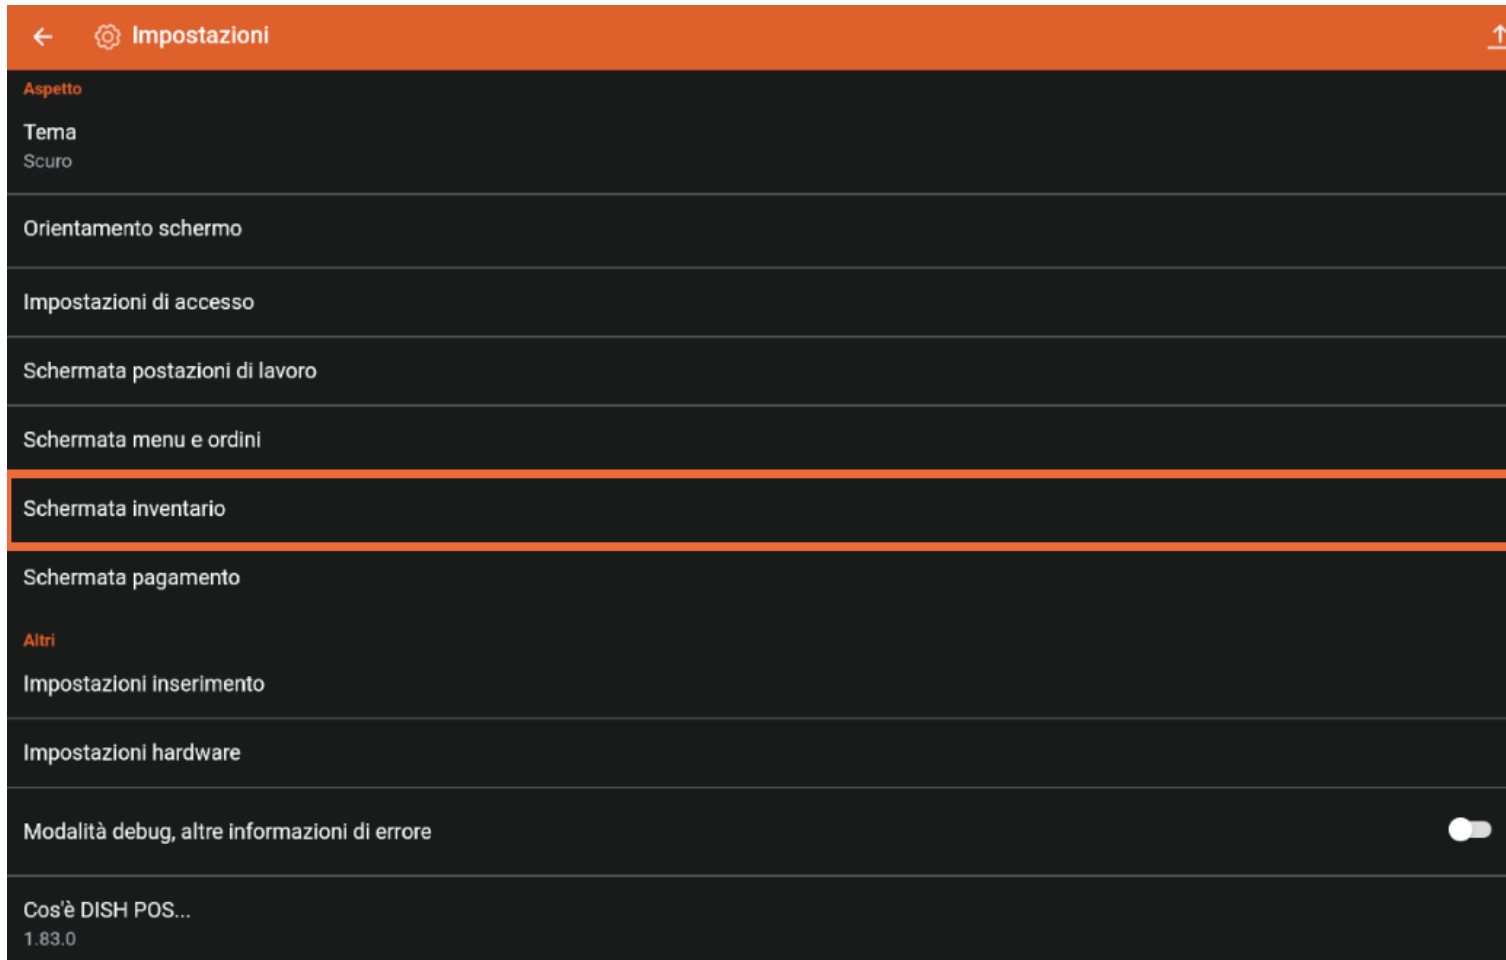 Impostazioni
Aspetto
Tema
Scuro
Orientamento schermo
Impostazioni di accesso
Schermata postazioni di lavoro
Schermata menu e ordini
Schermata inventario
Schermata pagamento
Altri
Impostazioni inserimento
Impostazioni hardware
Modalità debug, altre informazioni di errore
Cos'è DISH POS...
1.83.0